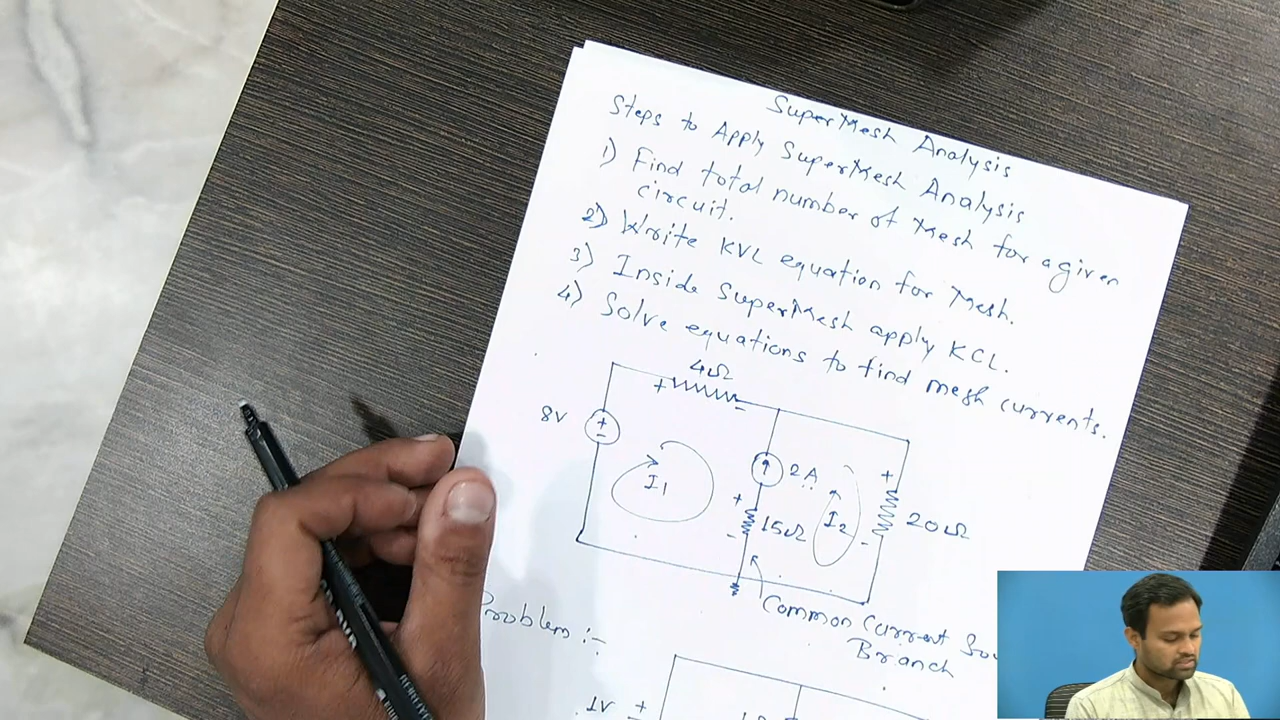 SuperMesh Analysis
Steps to Apply SuperMesh Analysis
1) Find total number of Mesh for a given
circuit.
2) Write KVL equation for Mesh.
3) Inside SuperMesh apply KCL.
4) Solve equations to find mesh currents.
4Ω
+ -
8V
+
-
I1
2A
+
15Ω
-
I2
+
20Ω
-
Common Current
Branch
Problem :-
1V +